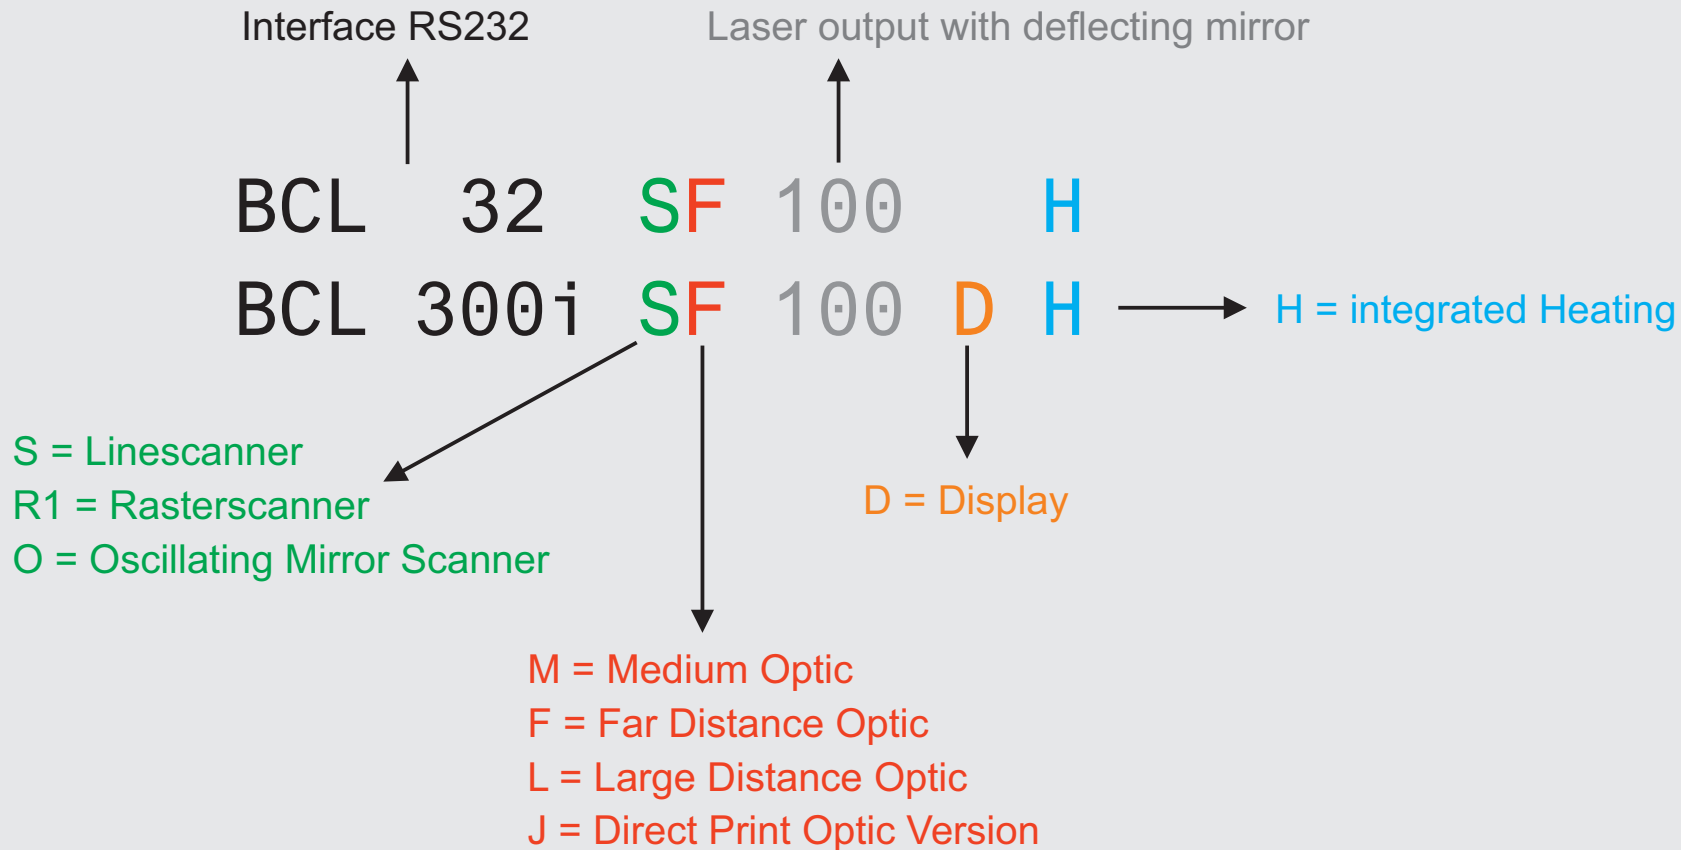 Interface RS232
Laser output with deflecting mirror
BCL 32 SF 100 H
BCL 300i SF 100 D H
H = integrated Heating
S = Linescanner
R1 = Rasterscanner
O = Oscillating Mirror Scanner
D = Display
M = Medium Optic
F = Far Distance Optic
L = Large Distance Optic
J = Direct Print Optic Version